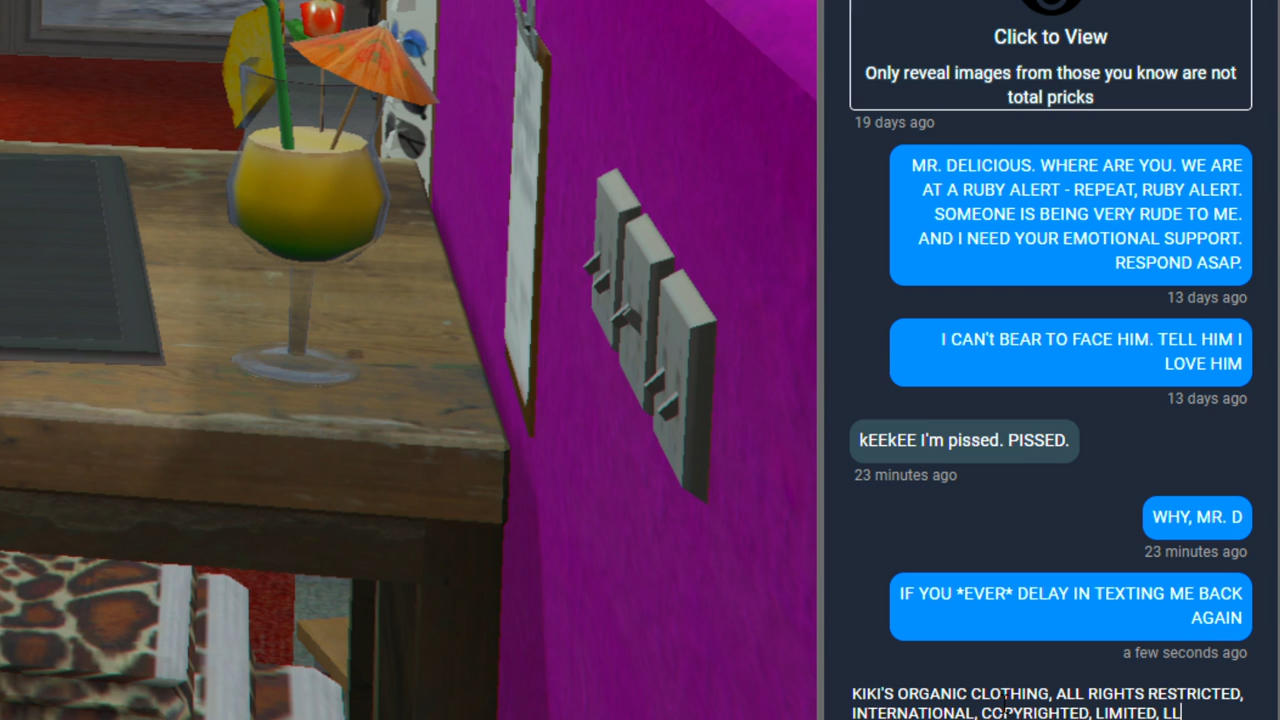 Click to View
Only reveal images from those you know are not
total pricks
19 days ago
MR. DELICIOUS. WHERE ARE YOU. WE ARE
AT A RUBY ALERT - REPEAT, RUBY ALERT.
SOMEONE IS BEING VERY RUDE TO ME.
AND I NEED YOUR EMOTIONAL SUPPORT.
RESPOND ASAP.
13 days ago
I CAN't BEAR TO FACE HIM. TELL HIM I
LOVE HIM
13 days ago
kEEkEE I'm pissed. PISSED.
23 minutes ago
WHY, MR. D
23 minutes ago
IF YOU *EVER* DELAY IN TEXTING ME BACK
AGAIN
a few seconds ago
KIKI'S ORGANIC CLOTHING, ALL RIGHTS RESTRICTED,
INTERNATIONAL, COPYRIGHTED, LIMITED, LL